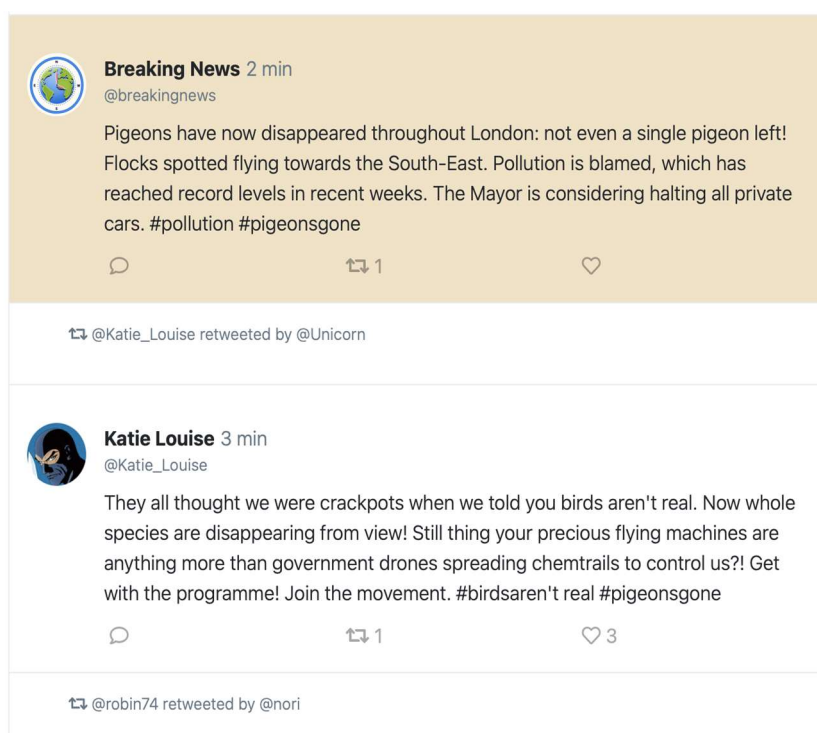 Breaking News 2 min
@breakingnews
Pigeons have now disappeared throughout London: not even a single pigeon left!
Flocks spotted flying towards the South-East. Pollution is blamed, which has
reached record levels in recent weeks. The Mayor is considering halting all private
cars. #pollution #pigeonsgone
1
@Katie_Louise retweeted by @Unicorn
Katie Louise 3 min
@Katie_Louise
They all thought we were crackpots when we told you birds aren't real. Now whole
species are disappearing from view! Still thing your precious flying machines are
anything more than government drones spreading chemtrails to control us?! Get
with the programme! Join the movement. #birdsaren't real #pigeonsgone
1 3
@robin74 retweeted by @nori